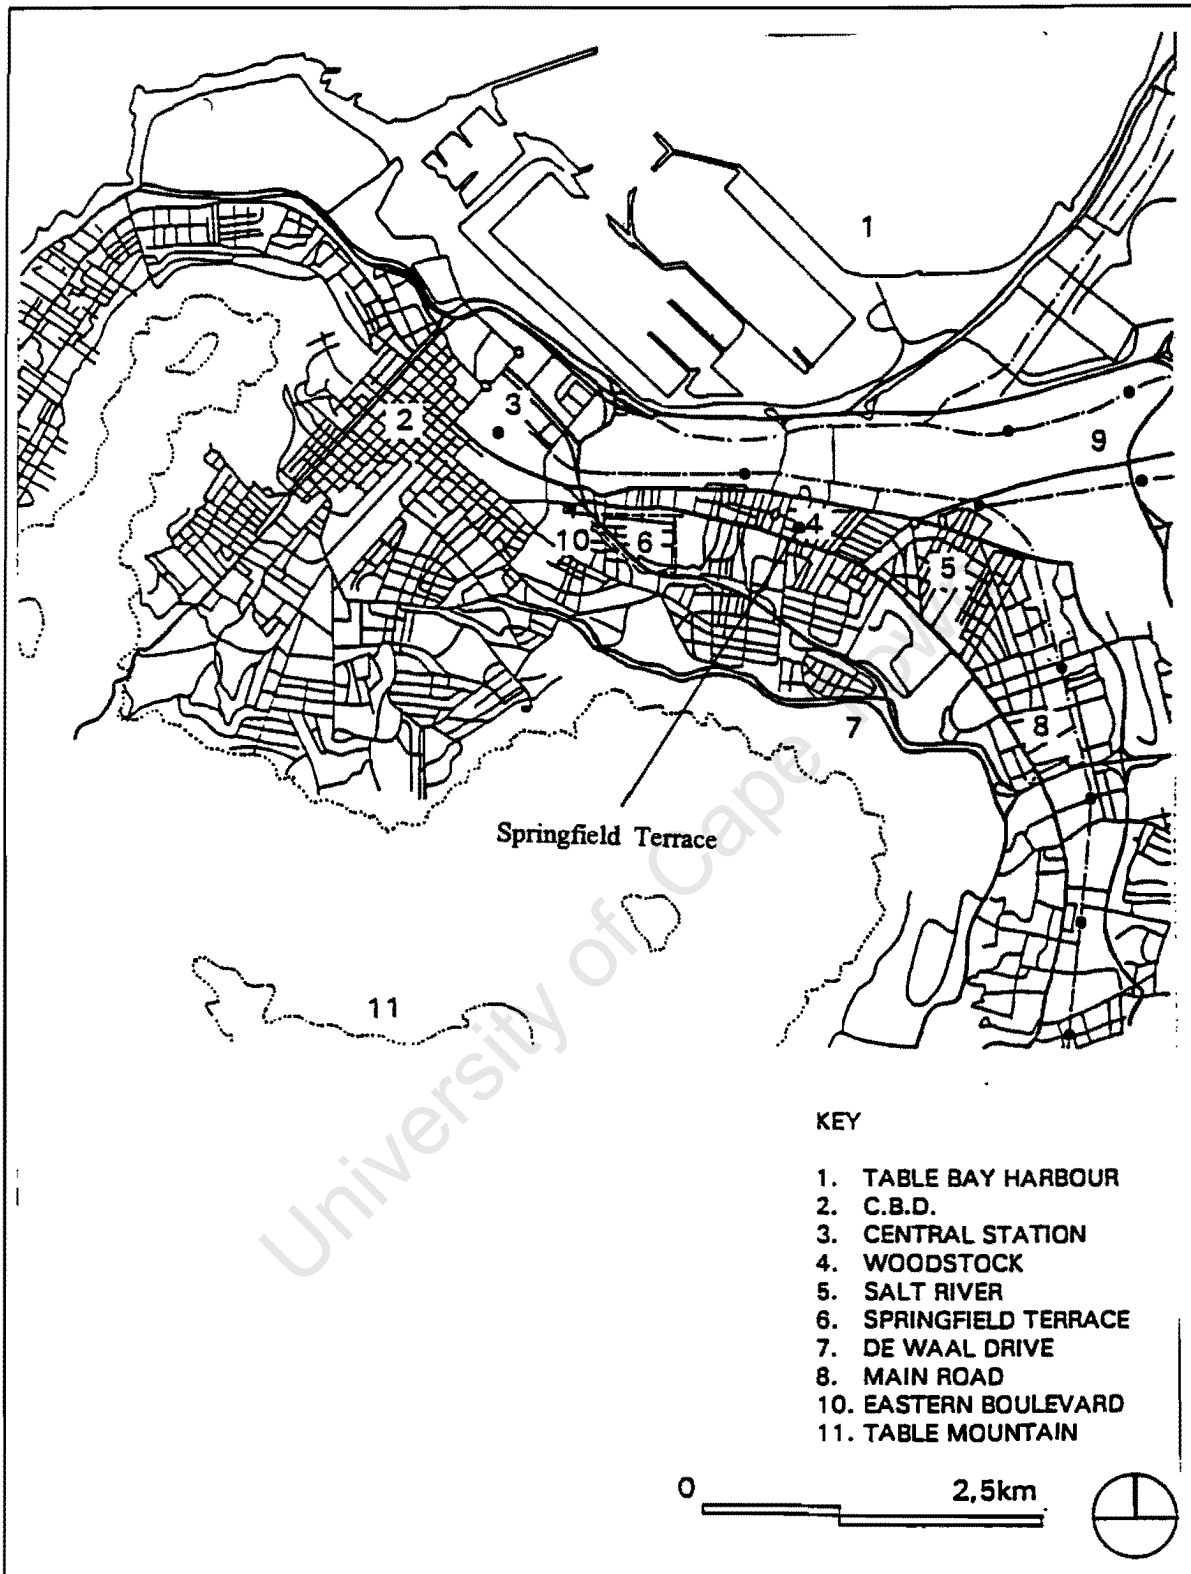 1
2
3
9
4
10
6
5
7
8
Springfield Terrace
11
University of Cape Town
KEY
1. TABLE BAY HARBOUR
2. C.B.D.
3. CENTRAL STATION
4. WOODSTOCK
5. SALT RIVER
6. SPRINGFIELD TERRACE
7. DE WAAL DRIVE
8. MAIN ROAD
10. EASTERN BOULEVARD
11. TABLE MOUNTAIN
0 2,5km